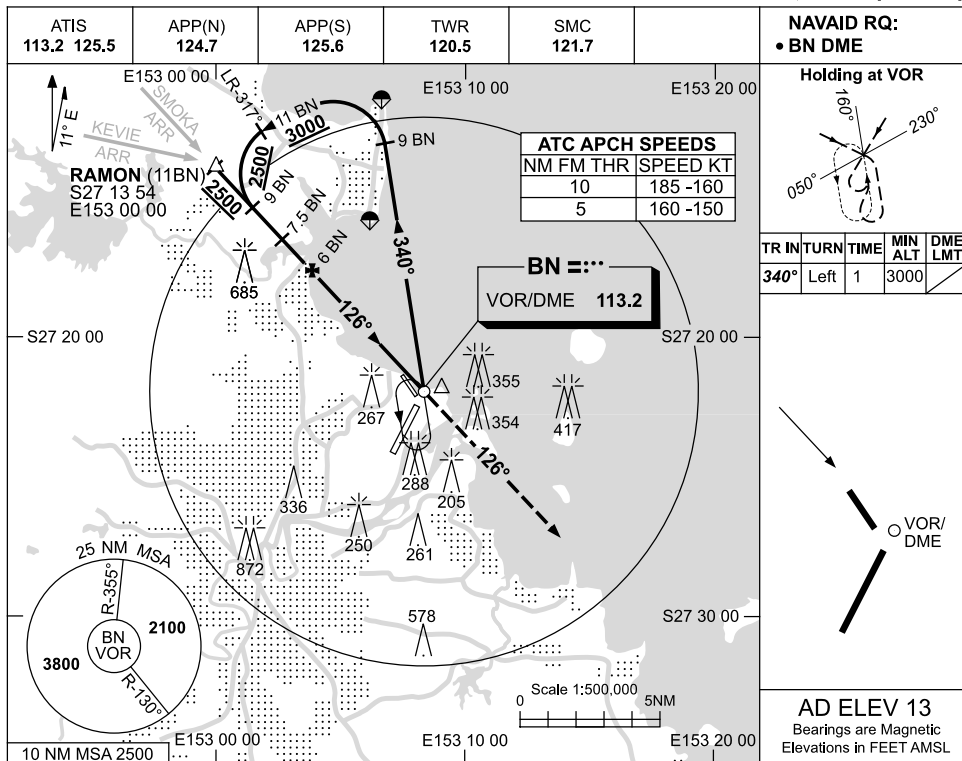 ATIS
113.2 125.5
APP(N)
124.7
APP(S)
125.6
TWR
120.5
SMC
121.7
NAVAID RQ:
• BN DME
E153 00 00
E153 10 00
E153 20 00
11° E
SMOKA
ARR
KEVIE
ARR
LR-317°
11 BN
3000
9 BN
RAMON (11BN)
S27 13 54
E153 00 00
2500
2500
9 BN
7.5 BN
6 BN
340°
ATC APCH SPEEDS
NM FM THR SPEED KT
10 185 -160
5 160 -150
BN
VOR/DME 113.2
685
126°
S27 20 00
S27 20 00
355
267
354
417
126°
288
205
336
250
261
872
578
S27 30 00
25 NM MSA
R-355°
BN
VOR
2100
3800
R-130°
10 NM MSA 2500
Scale 1:500,000
0 5NM
E153 00 00
E153 10 00
E153 20 00
Holding at VOR
160°
230°
050°
TR IN TURN TIME MIN ALT DME LMT
340° Left 1 3000
VOR/
DME
AD ELEV 13
Bearings are Magnetic
Elevations in FEET AMSL